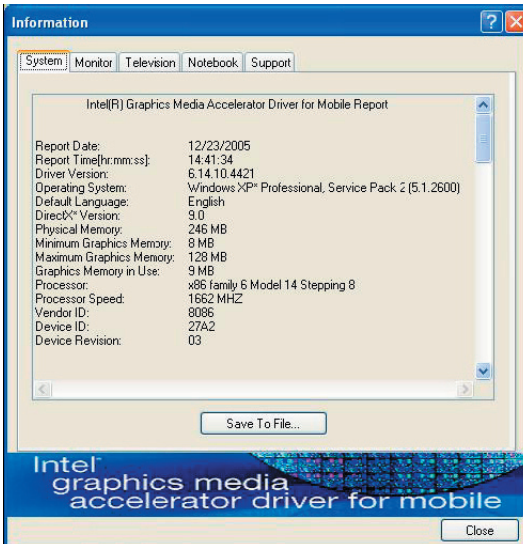 Information
System Monitor Television Notebook Support
Intel(R) Graphics Media Accelerator Driver for Mobile Report
Report Date: 12/23/2005
Report Time[hr:mm:ss]: 14:41:34
Driver Version: 6.14.10.4421
Operating System: Windows XP* Professional, Service Pack 2 (5.1.2600)
Default Language: English
DirectX* Version: 9.0
Physical Memory: 246 MB
Minimum Graphics Memory: 8 MB
Maximum Graphics Memory: 128 MB
Graphics Memory in Use: 9 MB
Processor: x86 family 6 Model 14 Stepping 8
Processor Speed: 1662 MHZ
Vendor ID: 8086
Device ID: 27A2
Device Revision: 03
Save To File...
Intel®
graphics media
accelerator driver for mobile
Close